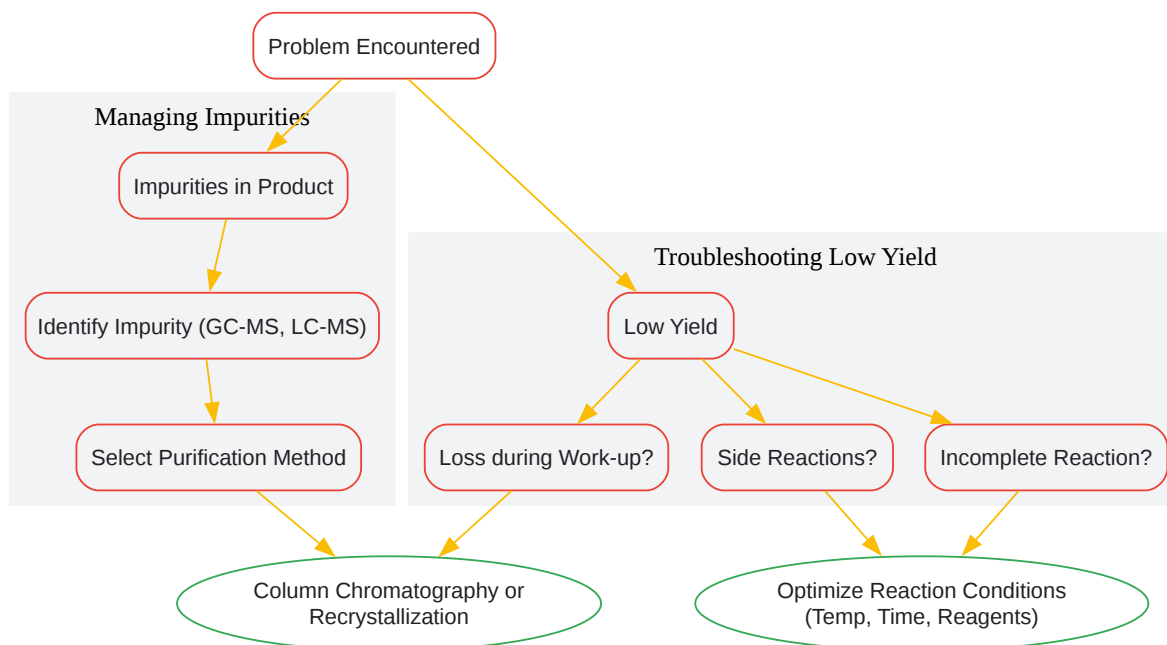 Problem Encountered
Managing Impurities
Impurities in Product
Troubleshooting Low Yield
Identify Impurity (GC-MS, LC-MS)
Low Yield
Select Purification Method
Loss during Work-up?
Side Reactions?
Incomplete Reaction?
Column Chromatography or
Recrystallization
Optimize Reaction Conditions
(Temp, Time, Reagents)